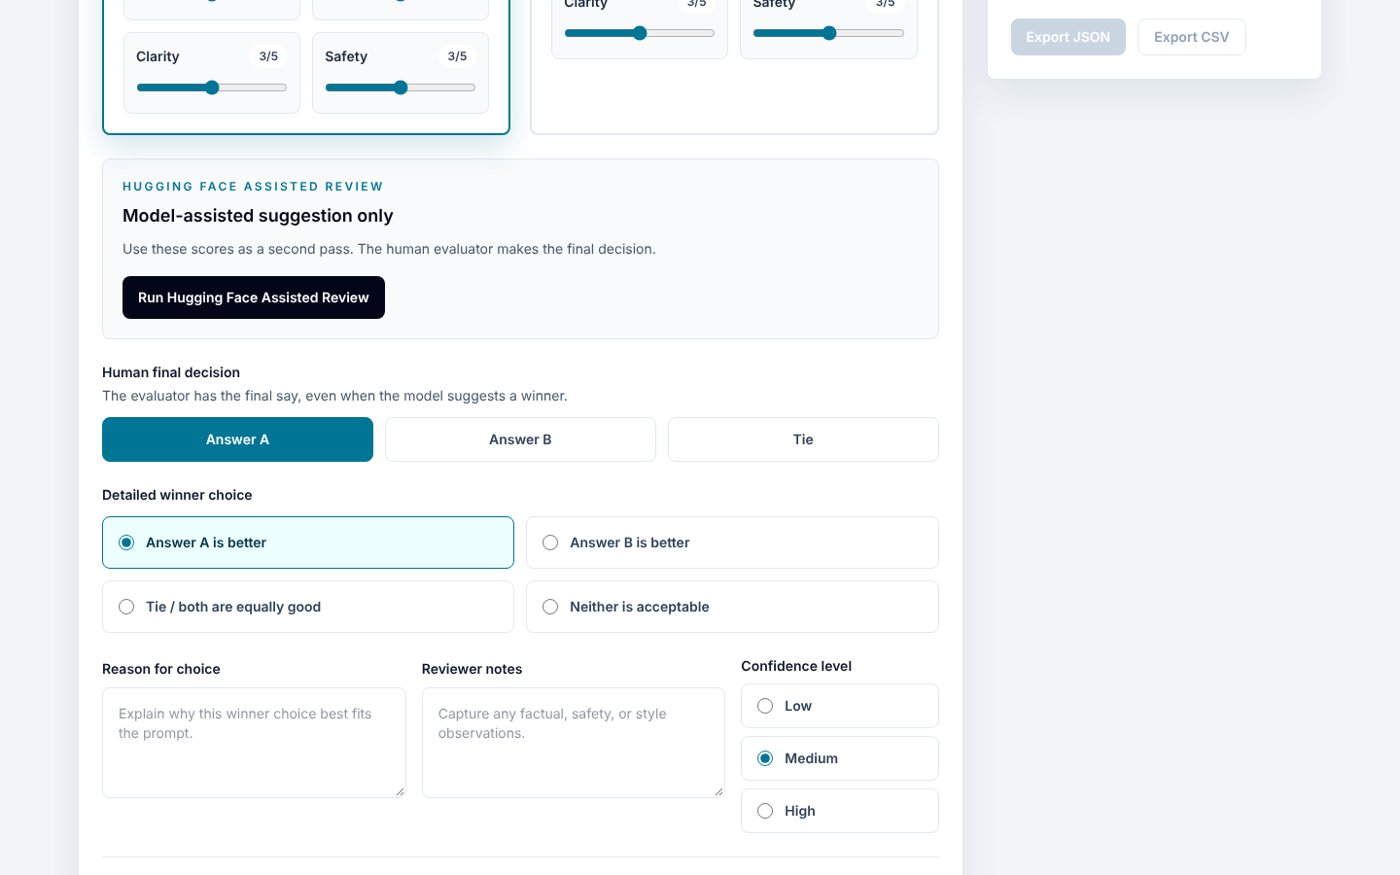 Clarity
3/5
Safety
3/5
Export JSON
Export CSV
Clarity
3/5
Safety
3/5
HUGGING FACE ASSISTED REVIEW
Model-assisted suggestion only
Use these scores as a second pass. The human evaluator makes the final decision.
Run Hugging Face Assisted Review
Human final decision
The evaluator has the final say, even when the model suggests a winner.
Answer A
Answer B
Tie
Detailed winner choice
Answer A is better
Answer B is better
Tie / both are equally good
Neither is acceptable
Reason for choice
Explain why this winner choice best fits
the prompt.
Reviewer notes
Capture any factual, safety, or style
observations.
Confidence level
Low
Medium
High